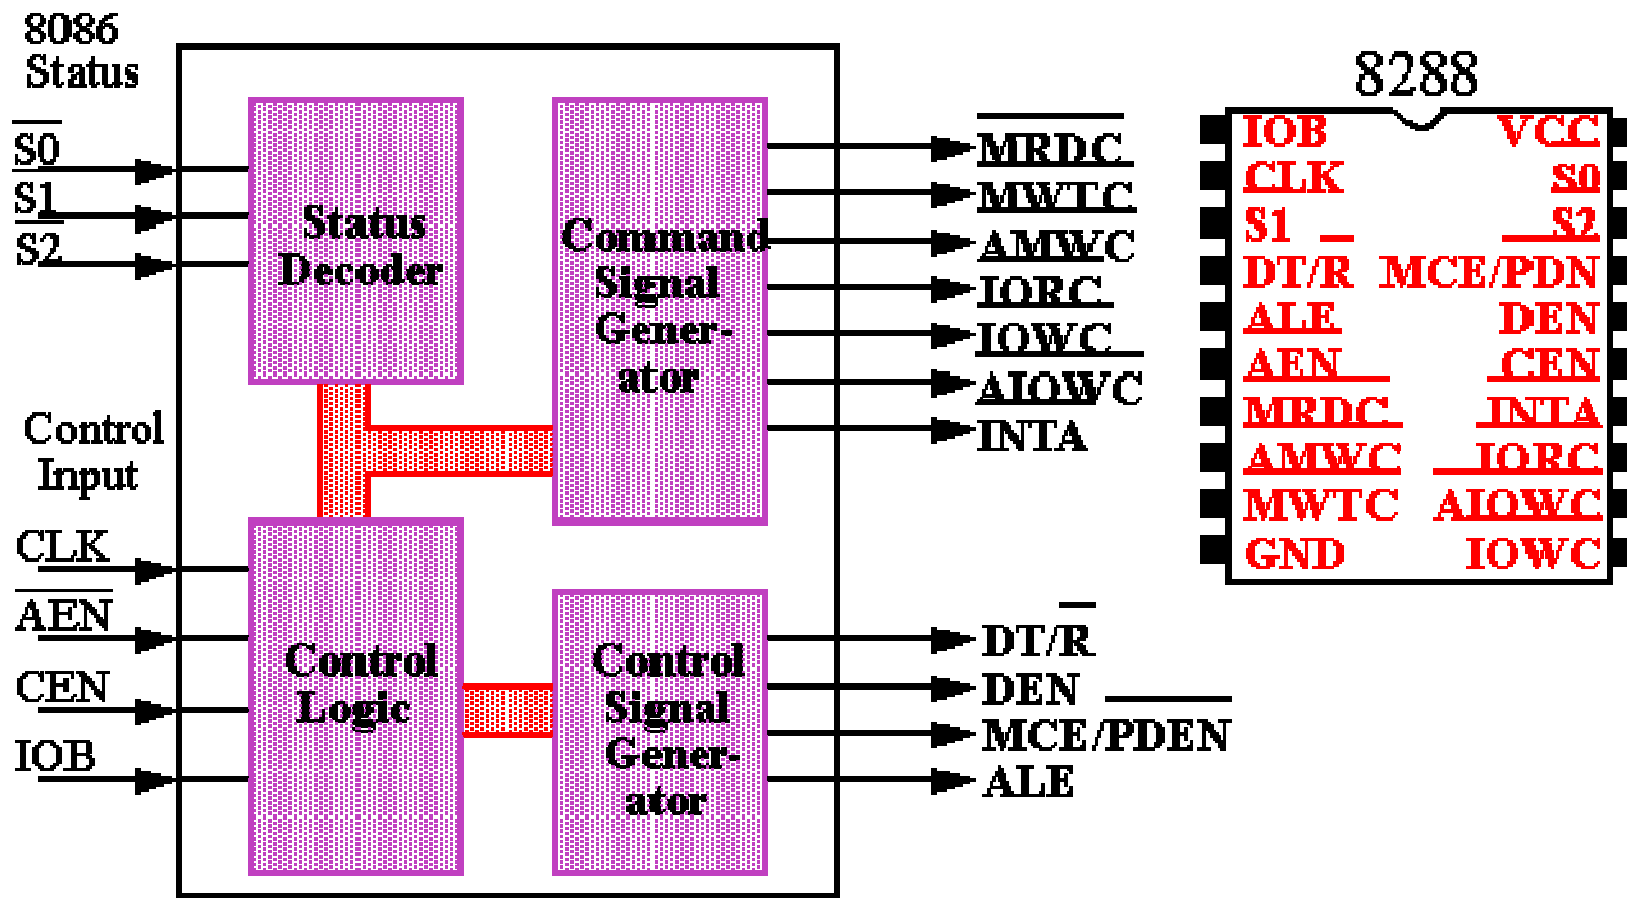 8086
Status
S0
S1
S2
Status
Decoder
Command
Signal
Gener-
ator
MRDC
MWTC
AMWC
IORC
IOWC
AIOWC
INTA
Control
Input
CLK
AEN
CEN
IOB
Control
Logic
Control
Signal
Gener-
ator
DT/R
DEN
MCE/PDEN
ALE
8288
IOB VCC
CLK S0
S1 S2
DT/R MCE/PDN
ALE DEN
AEN CEN
MRDC INTA
AMWC IORC
MWTC AIOWC
GND IOWC